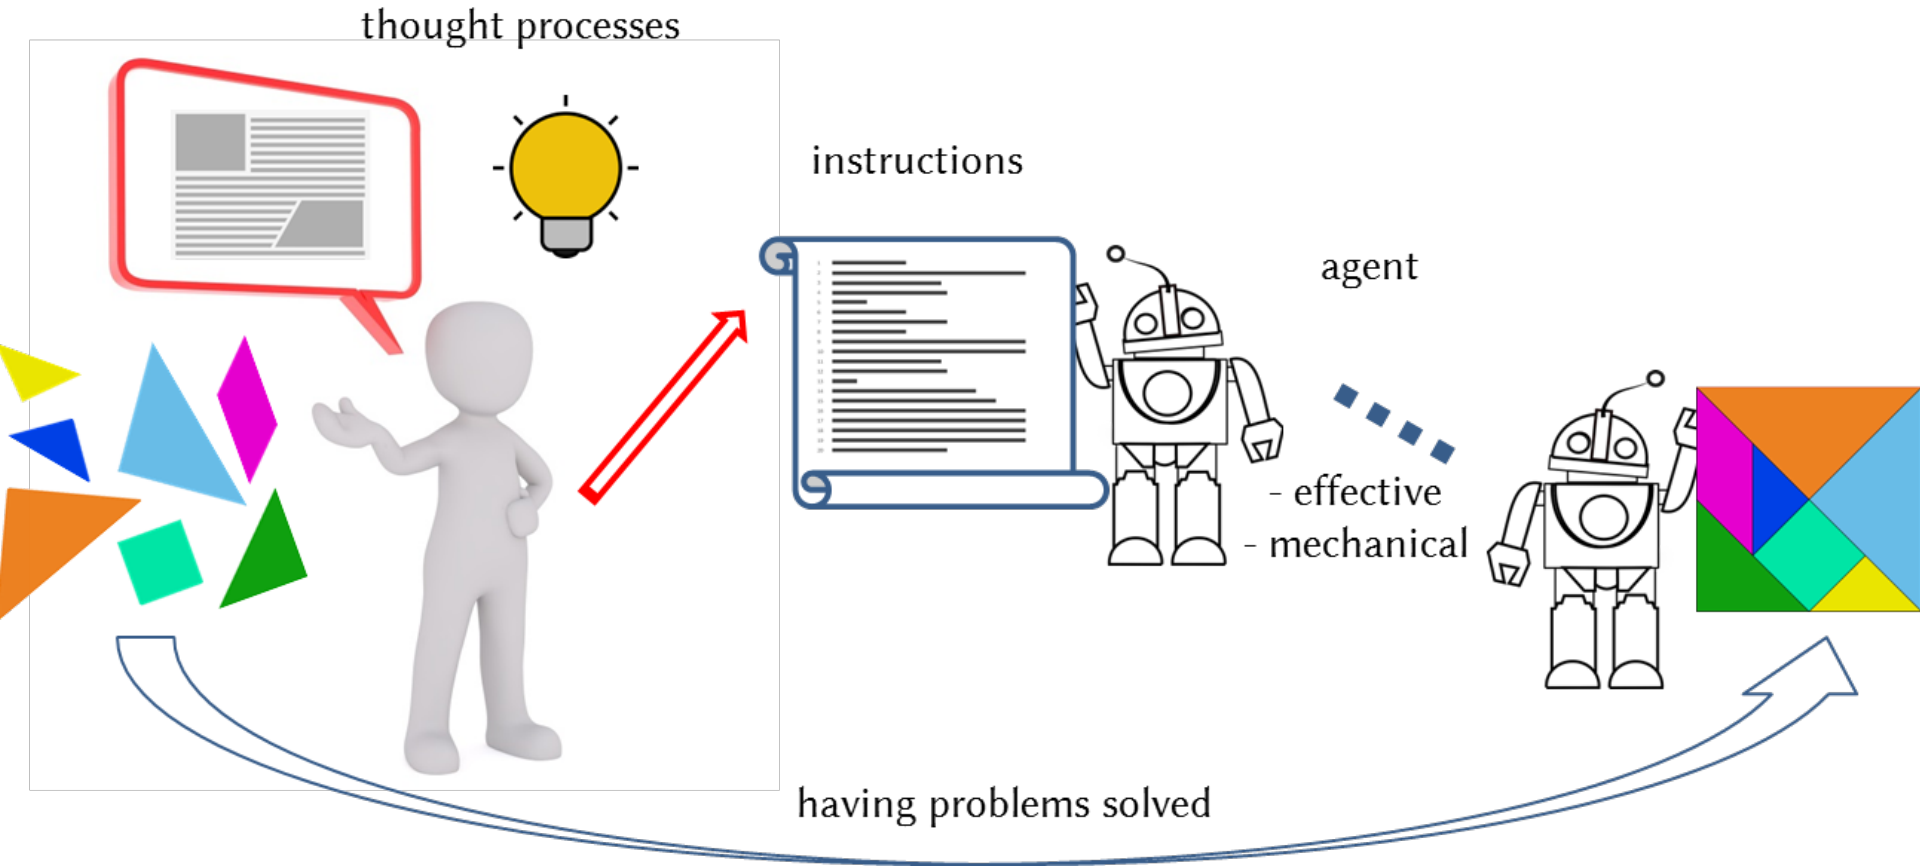 thought processes
instructions
agent
- effective
- mechanical
having problems solved